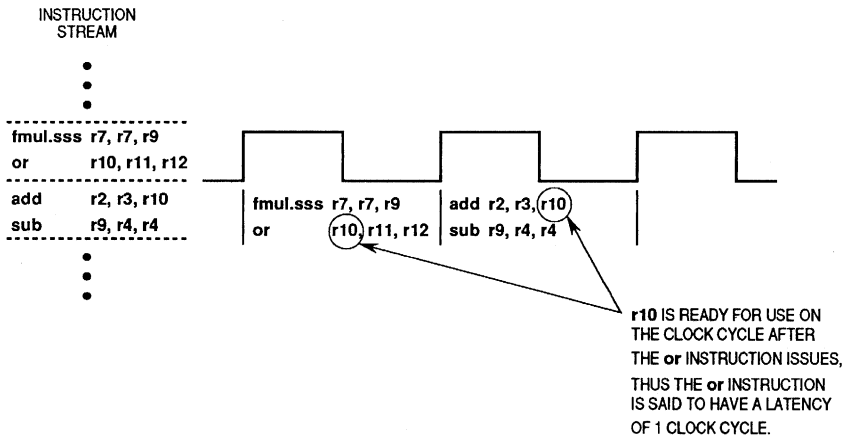 INSTRUCTION
STREAM
fmul.sss r7, r7, r9
or r10, r11, r12
add r2, r3, r10
sub r9, r4, r4
fmul.sss r7, r7, r9
or r10, r11, r12
add r2, r3, r10
sub r9, r4, r4
r10 IS READY FOR USE ON
THE CLOCK CYCLE AFTER
THE or INSTRUCTION ISSUES,
THUS THE or INSTRUCTION
IS SAID TO HAVE A LATENCY
OF 1 CLOCK CYCLE.